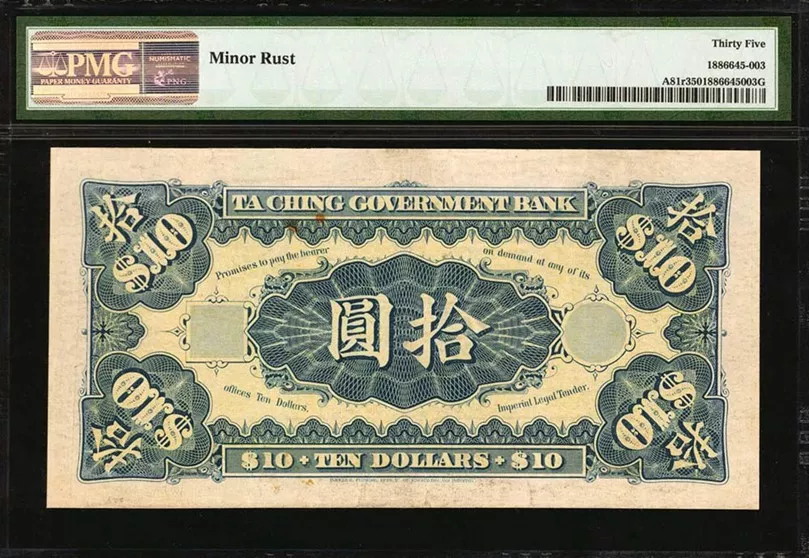 PMG
PAPER MONEY GUARANTY
NUMISMATIC
PNG
Minor Rust
Thirty Five
1886645-003
A81r3501886645003G
TA CHING GOVERNMENT BANK
拾
$10
拾
$10
Promises to pay the bearer
on demand at any of its
圓拾
offices Ten Dollars,
Imperial Legal Tender.
$10
拾
$10
拾
$10 + TEN DOLLARS + $10